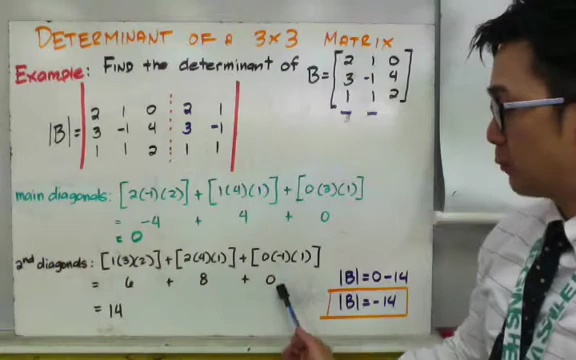 DETERMINANT OF A 3×3 MATRIX
Example: FIND the determinant of B = [2 1 0
3 -1 4
1 1 2]
|B| = | 2 1 0 ⋮ 2 1 |
3 -1 4 ⋮ 3 -1
1 1 2 ⋮ 1 1
main diagonals: [2(-1)(2)] + [1(4)(1)] + [0(3)(1)]
= -4 + 4 + 0
= 0
2nd diagonals: [1(3)(2)] + [2(4)(1)] + [0(-1)(1)]
= 6 + 8 + 0
= 14
|B| = 0 - 14
|B| = -14